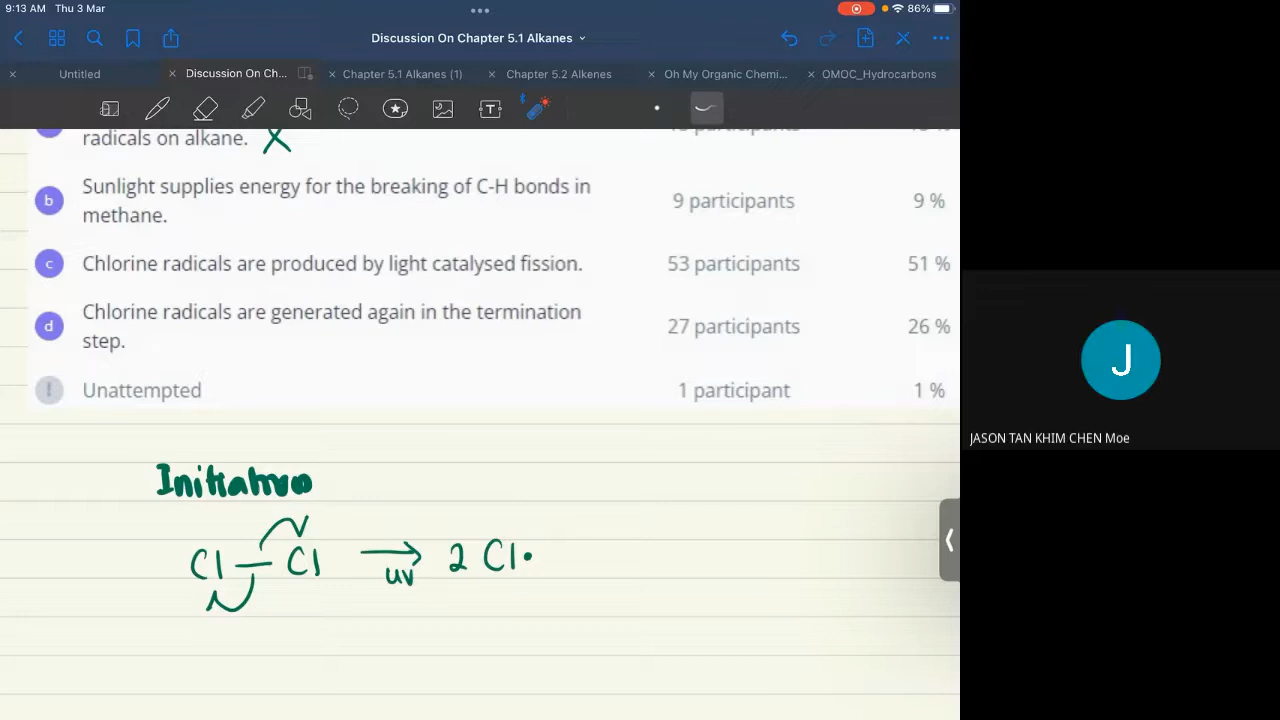 9:13 AM Thu 3 Mar
86%
Discussion On Chapter 5.1 Alkanes
Untitled
Discussion On Ch...
Chapter 5.1 Alkanes (1)
Chapter 5.2 Alkenes
Oh My Organic Chemi...
OMOC_Hydrocarbons
radicals on alkane. X
participants
b Sunlight supplies energy for the breaking of C-H bonds in 9 participants 9 %
methane.
c Chlorine radicals are produced by light catalysed fission. 53 participants 51 %
d Chlorine radicals are generated again in the termination 27 participants 26 %
step.
! Unattempted 1 participant 1 %
Initiation
Cl — Cl → 2 Cl•
uv
J
JASON TAN KHIM CHEN Moe